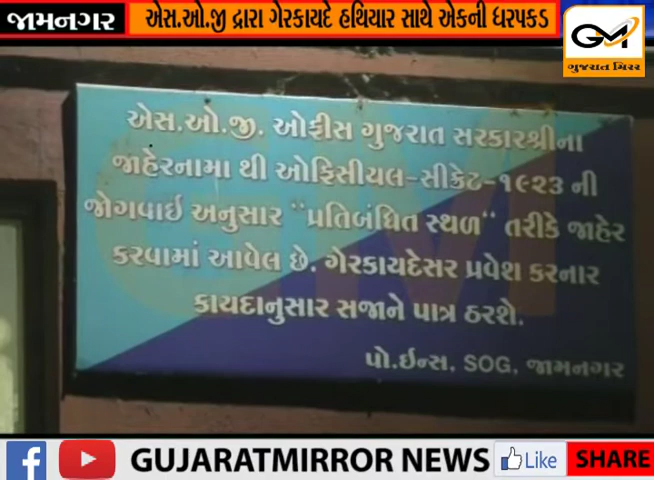 જામનગર
એસ.ઓ.જી દ્રારા ગેરકાયદે હથિયાર સાથે એકની ધરપકડ
GM
ગુજરાત મિરર
એસ.ઓ.જી. ઓફીસ ગુજરાત સરકારશ્રીના
જાહેરનામા થી ઓફિસીયલ-સીક્રેટ-૧૯૨૩ ની
જોગવાઈ અનુસાર "પ્રતિબંધિત સ્થળ" તરીકે જાહેર
કરવામાં આવેલ છે. ગેરકાયદેસર પ્રવેશ કરનાર
કાયદાનુસાર સજાને પાત્ર ઠરશે.
પો.ઇન્સ, SOG, જામનગર
GUJARATMIRROR NEWS
Like
SHARE